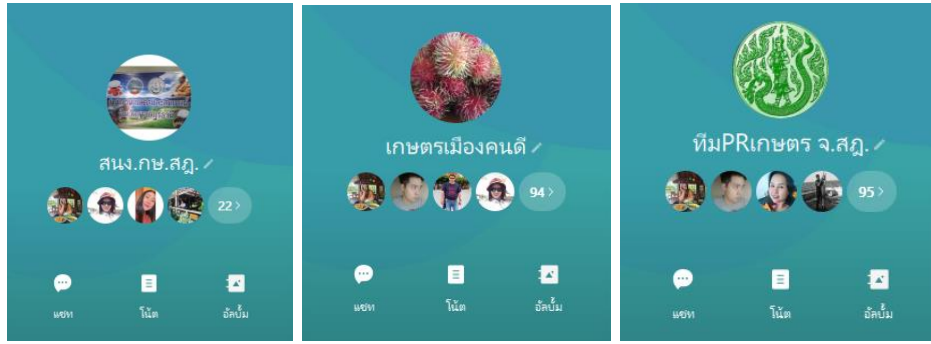 สนง.กษ.สฎ.
22 >
แชท
โน้ต
อัลบั้ม
เกษตรเมืองคนดี
94 >
แชท
โน้ต
อัลบั้ม
ทีมPRเกษตร จ.สฎ.
95 >
แชท
โน้ต
อัลบั้ม